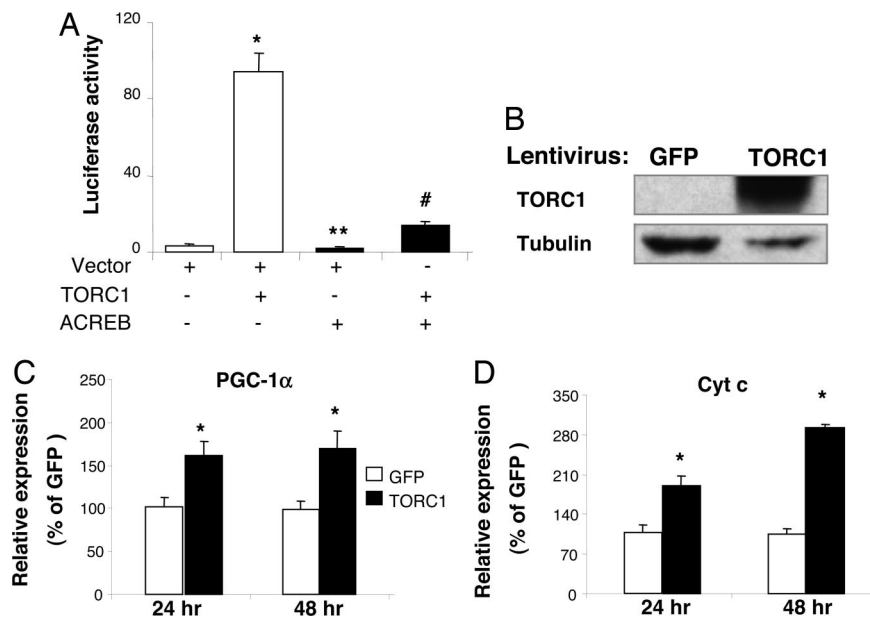 A
Luciferase activity
120
80
40
0
*
**
#
Vector + + + -
TORC1 - + - +
ACREB - - + +
B
Lentivirus: GFP TORC1
TORC1
Tubulin
C
PGC-1α
Relative expression
(% of GFP )
250
200
150
100
50
0
*
*
GFP
TORC1
24 hr 48 hr
D
Cyt c
Relative expression
(% of GFP )
350
280
210
140
70
0
*
*
24 hr 48 hr